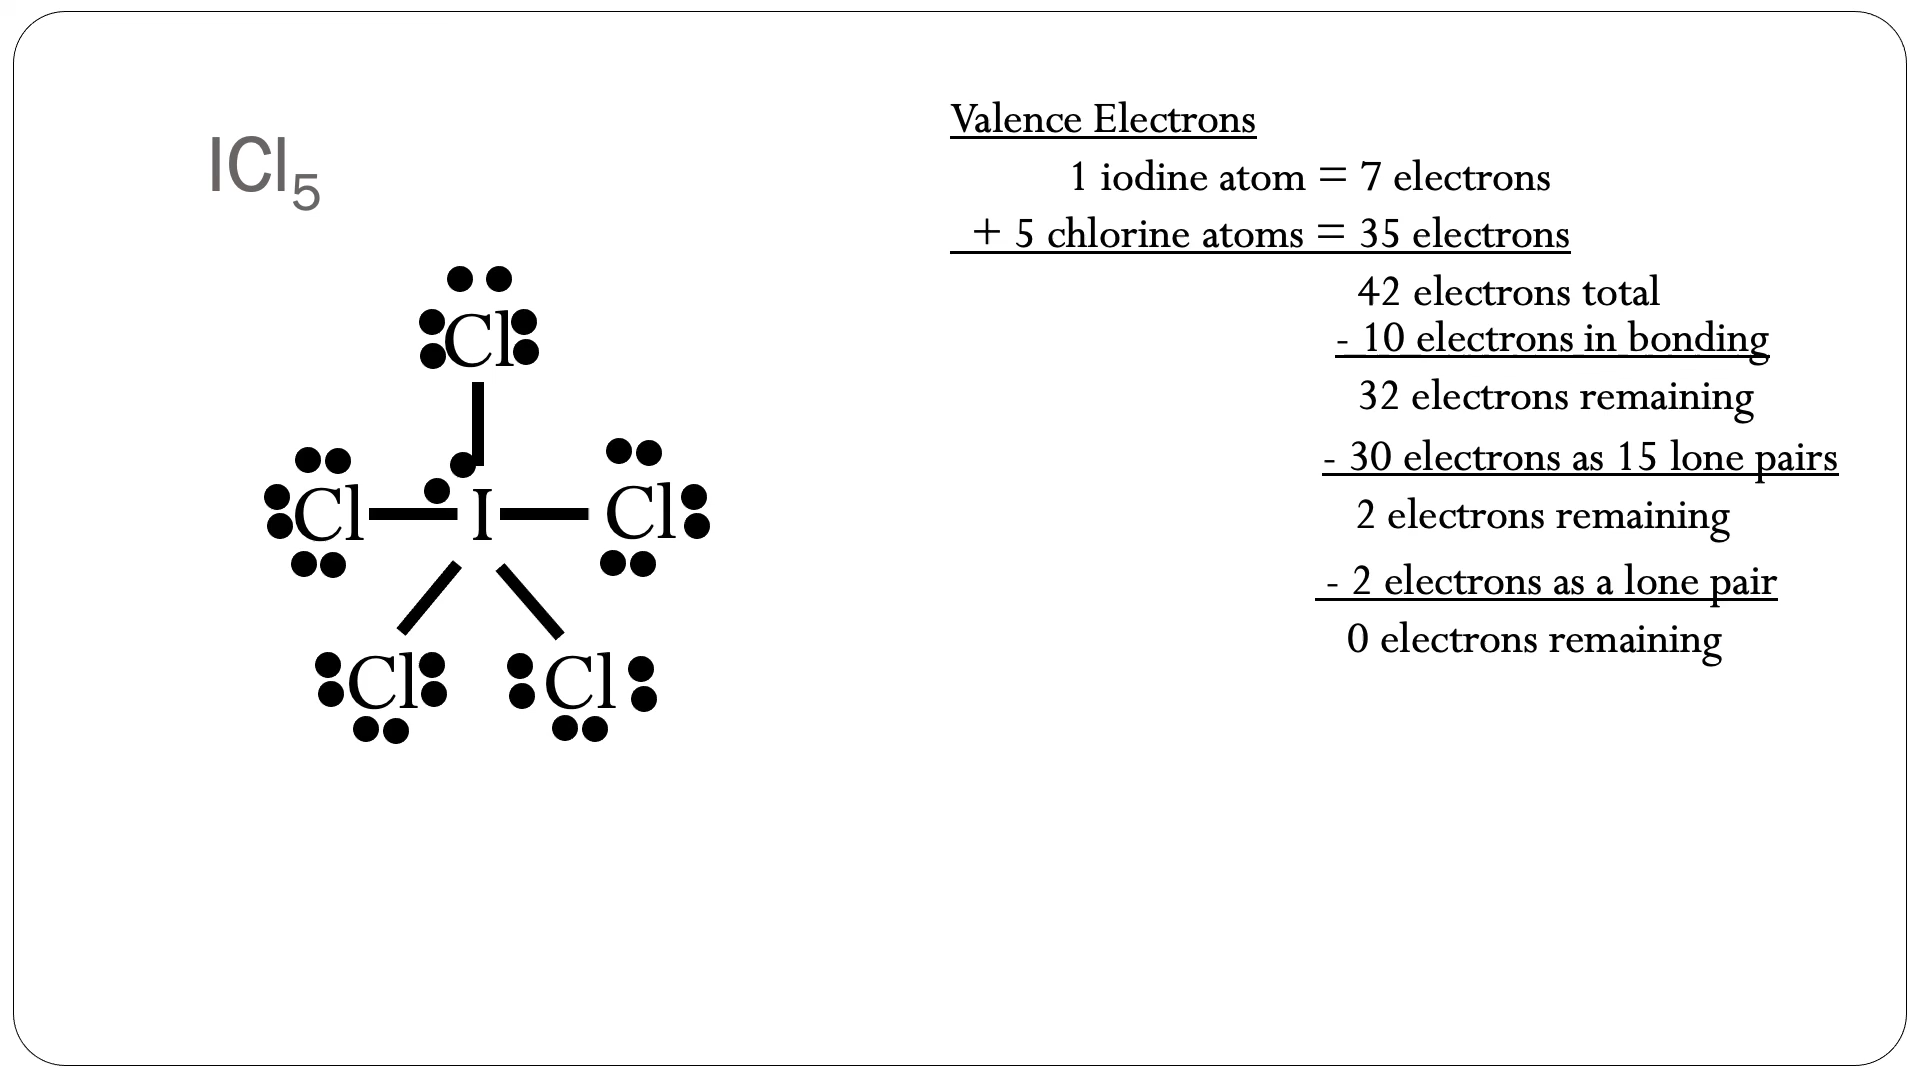 ICl5
Valence Electrons
1 iodine atom = 7 electrons
+ 5 chlorine atoms = 35 electrons
42 electrons total
- 10 electrons in bonding
32 electrons remaining
- 30 electrons as 15 lone pairs
2 electrons remaining
- 2 electrons as a lone pair
0 electrons remaining
Cl
Cl I Cl
Cl Cl